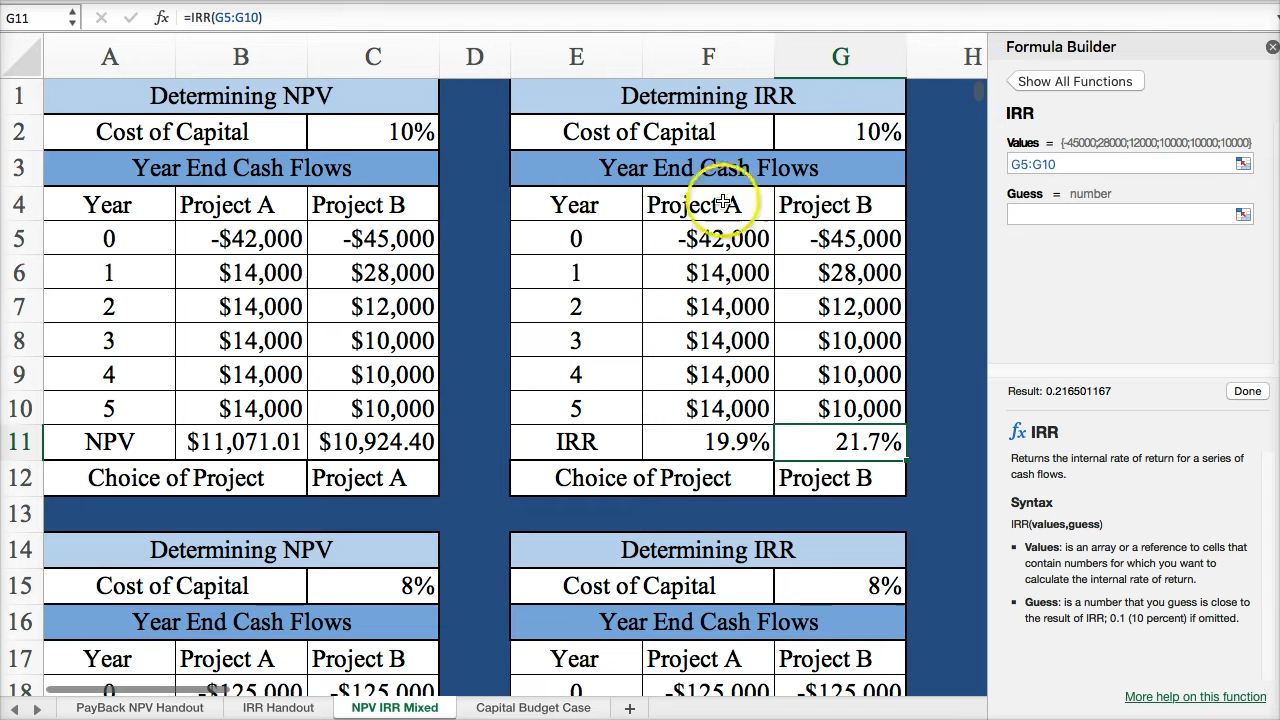 G11 fx =IRR(G5:G10)
A B C D E F G H
1 Determining NPV Determining IRR
2 Cost of Capital 10% Cost of Capital 10%
3 Year End Cash Flows Year End Cash Flows
4 Year Project A Project B Year Project A Project B
5 0 -$42,000 -$45,000 0 -$42,000 -$45,000
6 1 $14,000 $28,000 1 $14,000 $28,000
7 2 $14,000 $12,000 2 $14,000 $12,000
8 3 $14,000 $10,000 3 $14,000 $10,000
9 4 $14,000 $10,000 4 $14,000 $10,000
10 5 $14,000 $10,000 5 $14,000 $10,000
11 NPV $11,071.01 $10,924.40 IRR 19.9% 21.7%
12 Choice of Project Project A Choice of Project Project B
13
14 Determining NPV Determining IRR
15 Cost of Capital 8% Cost of Capital 8%
16 Year End Cash Flows Year End Cash Flows
17 Year Project A Project B Year Project A Project B
18 0 -$125,000 -$125,000 0 -$125,000 -$125,000
PayBack NPV Handout IRR Handout NPV IRR Mixed Capital Budget Case +
Formula Builder
Show All Functions
IRR
Values = {-45000;28000;12000;10000;10000;10000}
G5:G10
Guess = number
Result: 0.216501167 Done
fx IRR
Returns the internal rate of return for a series of
cash flows.
Syntax
IRR(values,guess)
▪ Values: is an array or a reference to cells that
contain numbers for which you want to
calculate the internal rate of return.
▪ Guess: is a number that you guess is close to
the result of IRR; 0.1 (10 percent) if omitted.
More help on this function